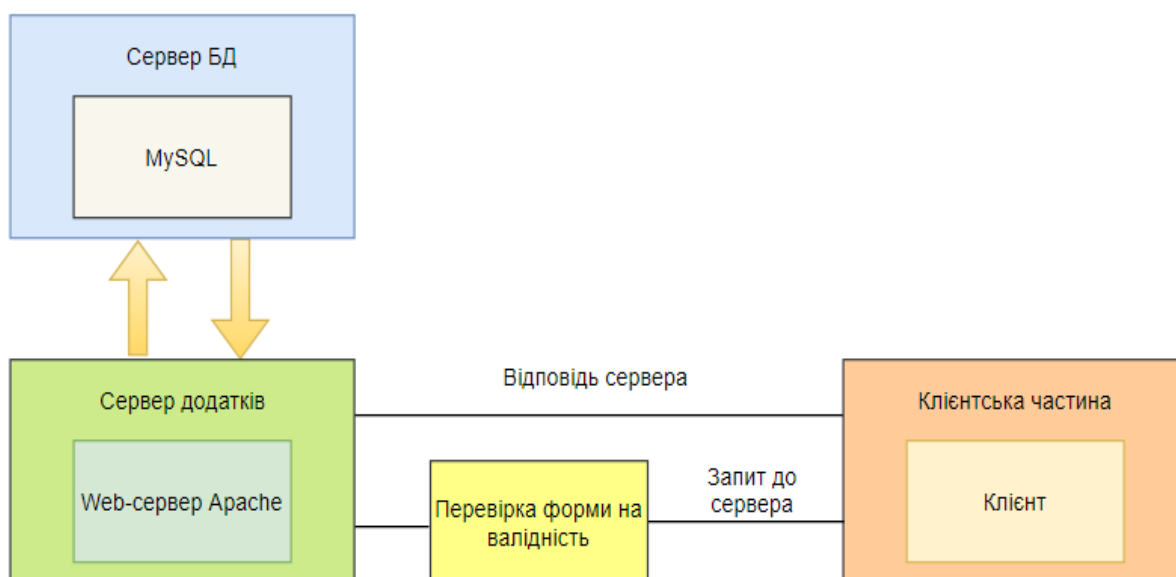 Сервер БД
MySQL
Сервер додатків
Web-сервер Apache
Відповідь сервера
Перевірка форми на
валідність
Запит до
сервера
Клієнтська частина
Клієнт